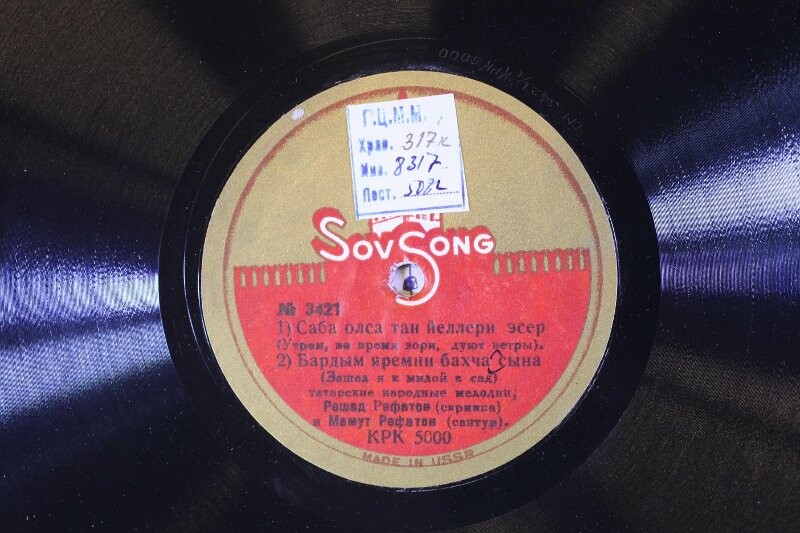 Г.Ц.М.М.
Хран. 317к
Инв. 8317
Пост. 508с
SOVSONG
№ 3421
1) Саба олса тан йеллери эсер
(Утром, во время зори, дуют ветры).
2) Бардым яремин бахча сына
(Зашел я к милой в сад)
татарские народные мелодии,
Рашад Рефатов (скрипка)
и Мамут Рефатов (сантур).
КРК 5000
MADE IN USSR